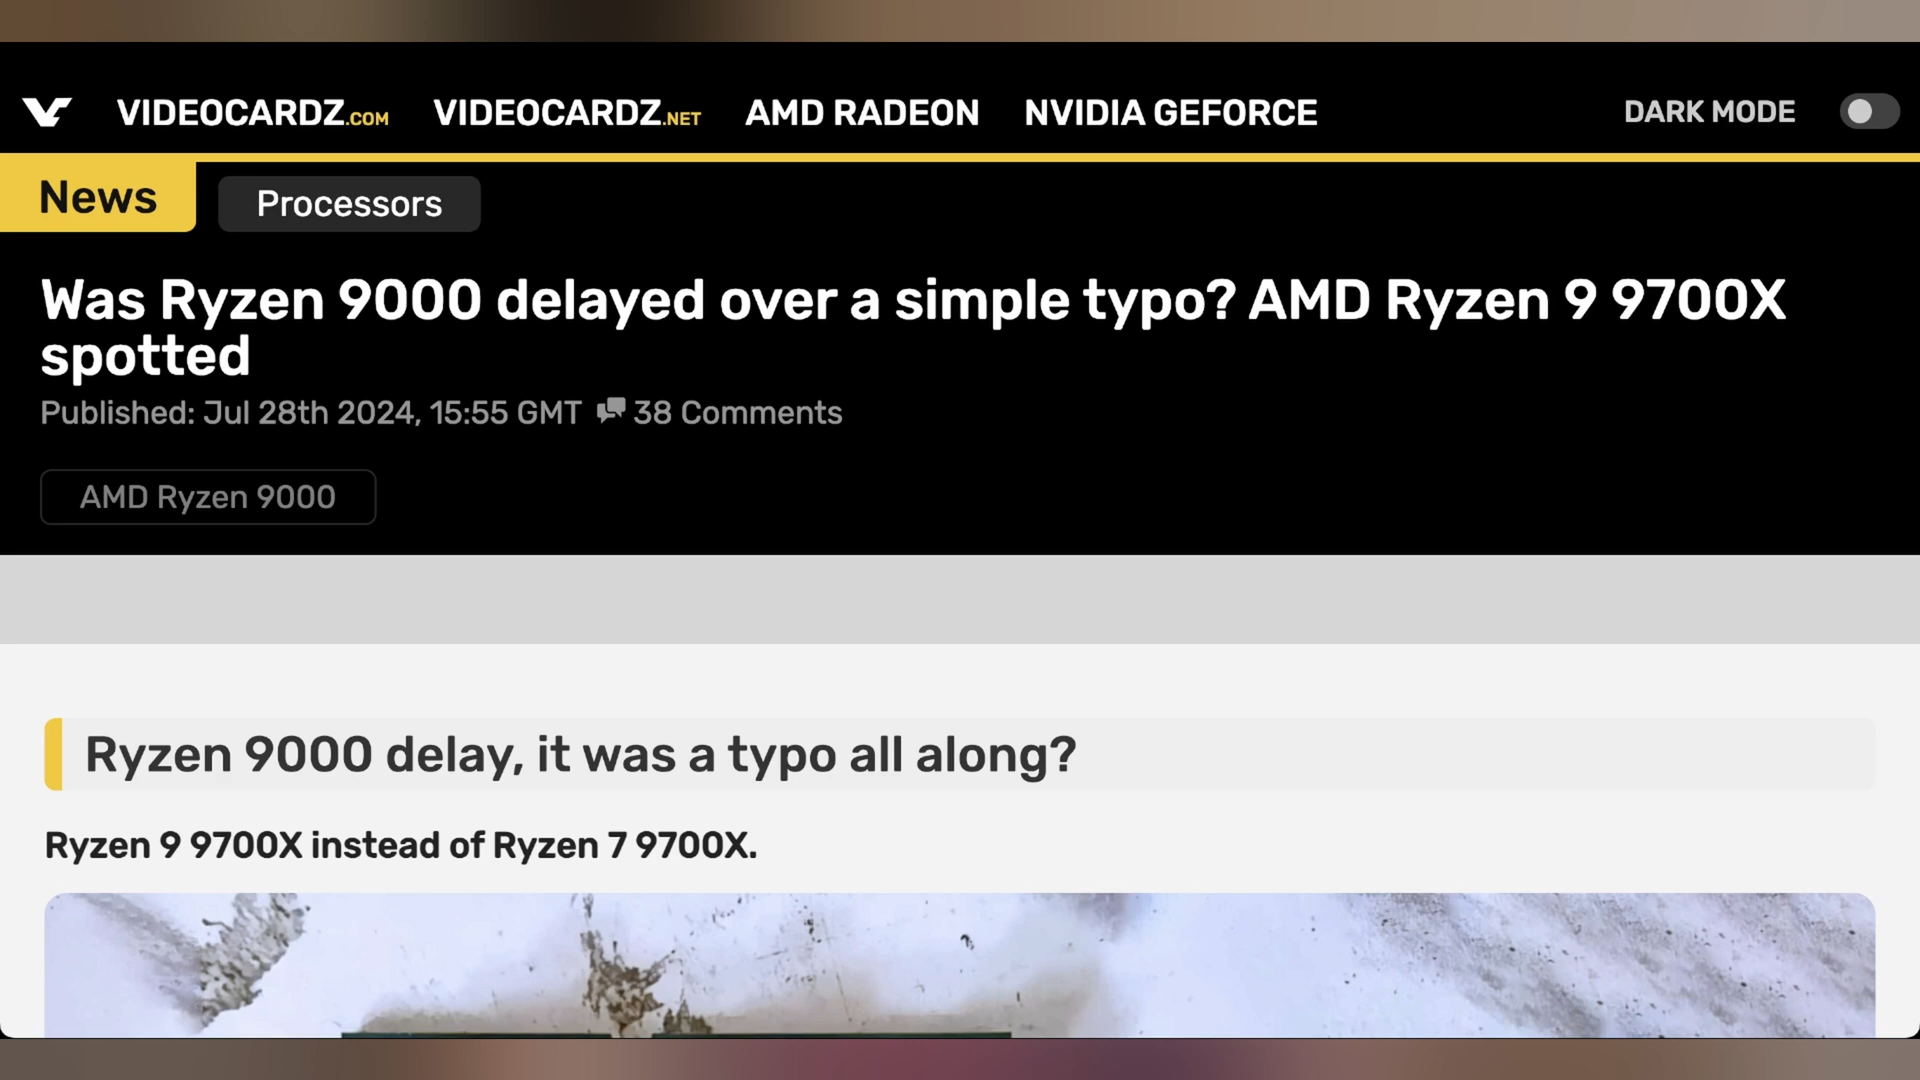 VIDEOCARDZ.COM VIDEOCARDZ.NET AMD RADEON NVIDIA GEFORCE DARK MODE
News Processors
Was Ryzen 9000 delayed over a simple typo? AMD Ryzen 9 9700X
spotted
Published: Jul 28th 2024, 15:55 GMT 38 Comments
AMD Ryzen 9000
Ryzen 9000 delay, it was a typo all along?
Ryzen 9 9700X instead of Ryzen 7 9700X.